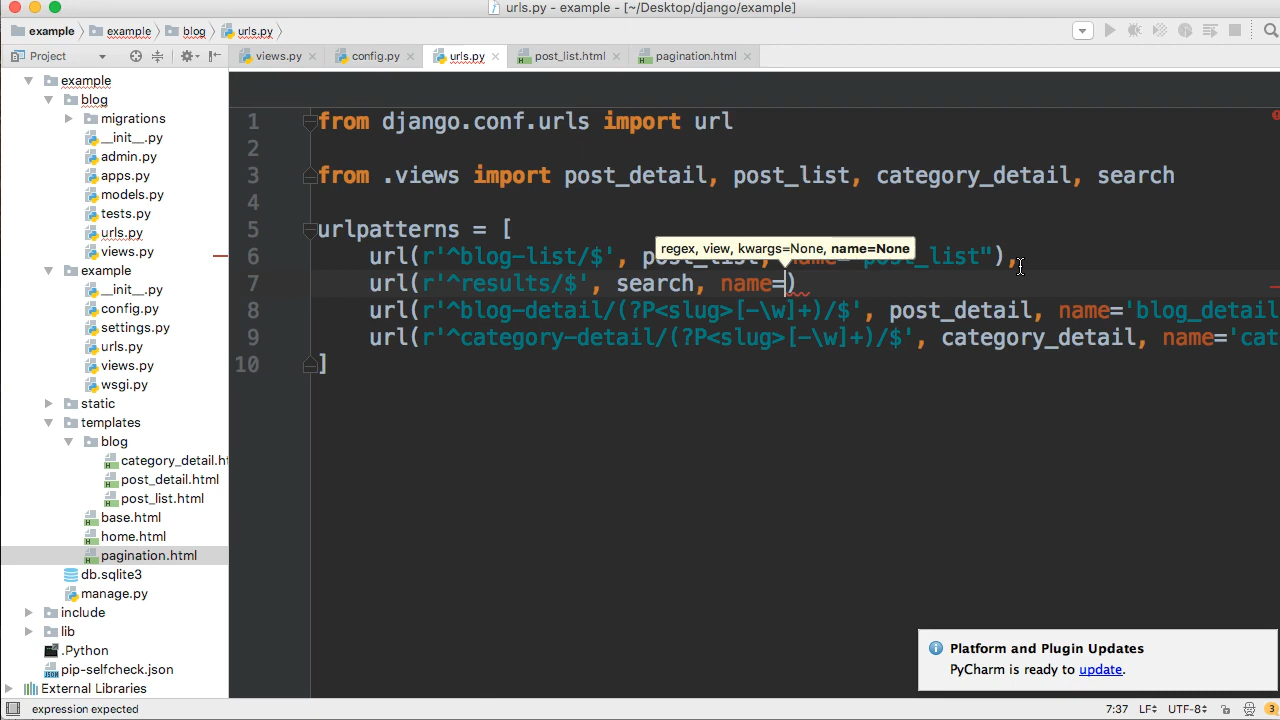 urls.py - example - [~/Desktop/django/example]
example blog urls.py
example
Project
views.py config.py urls.py post_list.html pagination.html
example
blog
migrations
__init__.py
admin.py
apps.py
models.py
tests.py
urls.py
views.py
example
__init__.py
config.py
settings.py
urls.py
views.py
wsgi.py
static
templates
blog
category_detail.ht
post_detail.html
post_list.html
base.html
home.html
pagination.html
db.sqlite3
manage.py
include
lib
.Python
pip-selfcheck.json
External Libraries
1 from django.conf.urls import url
2
3 from .views import post_detail, post_list, category_detail, search
4
5 urlpatterns = [
regex, view, kwargs=None, name=None
6 url(r'^blog-list/$', post_list, name="post_list"),
7 url(r'^results/$', search, name=)
8 url(r'^blog-detail/(?P<slug>[-\w]+)/$', post_detail, name='blog_detail
9 url(r'^category-detail/(?P<slug>[-\w]+)/$', category_detail, name='cat
10 ]
Platform and Plugin Updates
PyCharm is ready to update.
expression expected
7:37 LF UTF-8 3